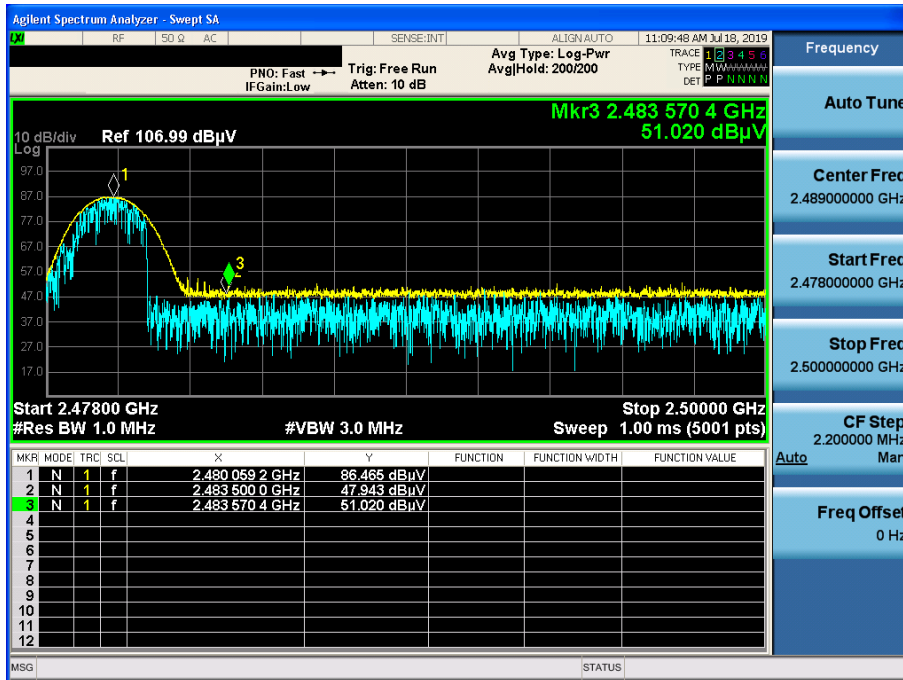 Agilent Spectrum Analyzer - Swept SA
LXI RF 50 Ω AC SENSE:INT ALIGN AUTO 11:09:48 AM Jul 18, 2019
PNO: Fast
IFGain:Low
Trig: Free Run
Atten: 10 dB
Avg Type: Log-Pwr
Avg|Hold: 200/200
TRACE 1 2 3 4 5 6
TYPE
DET P P N N N N
Mkr3 2.483 570 4 GHz
51.020 dBµV
10 dB/div Ref 106.99 dBµV
Log
97.0
87.0
77.0
67.0
57.0
47.0
37.0
27.0
17.0
1
3
Start 2.47800 GHz Stop 2.50000 GHz
#Res BW 1.0 MHz #VBW 3.0 MHz Sweep 1.00 ms (5001 pts)
MKR MODE TRC SCL X Y FUNCTION FUNCTION WIDTH FUNCTION VALUE
1 N 1 f 2.480 059 2 GHz 86.465 dBµV
2 N 1 f 2.483 500 0 GHz 47.943 dBµV
3 N 1 f 2.483 570 4 GHz 51.020 dBµV
4
5
6
7
8
9
10
11
12
MSG STATUS
Frequency
Auto Tune
Center Freq
2.489000000 GHz
Start Freq
2.478000000 GHz
Stop Freq
2.500000000 GHz
CF Step
2.200000 MHz
Auto Man
Freq Offset
0 Hz